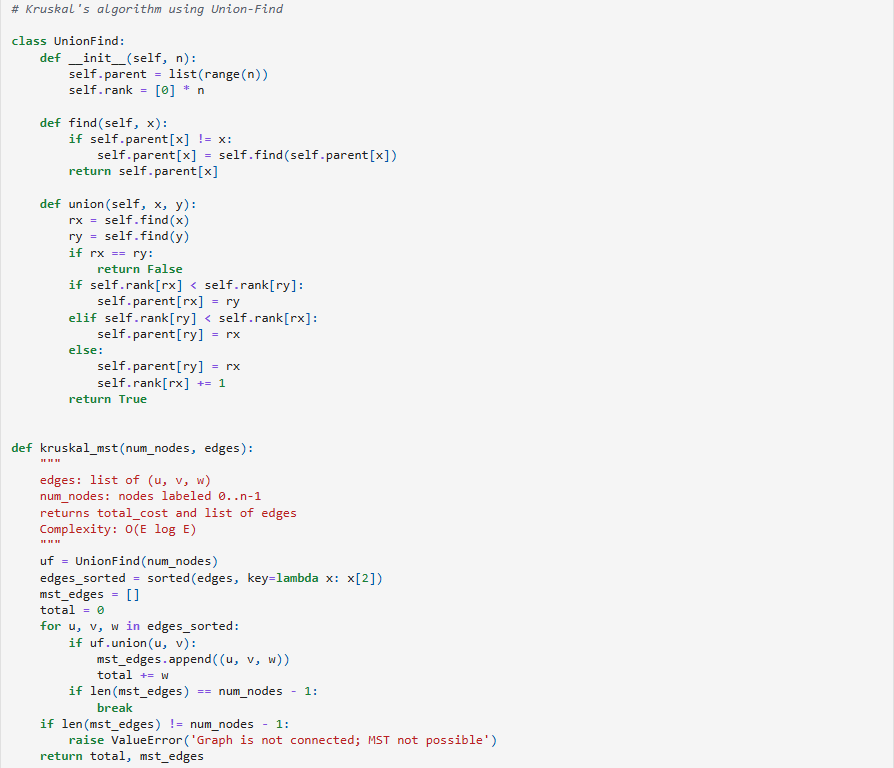 # Kruskal's algorithm using Union-Find
class UnionFind:
    def __init__(self, n):
        self.parent = list(range(n))
        self.rank = [0] * n
    def find(self, x):
        if self.parent[x] != x:
            self.parent[x] = self.find(self.parent[x])
        return self.parent[x]
    def union(self, x, y):
        rx = self.find(x)
        ry = self.find(y)
        if rx == ry:
            return False
        if self.rank[rx] < self.rank[ry]:
            self.parent[rx] = ry
        elif self.rank[ry] < self.rank[rx]:
            self.parent[ry] = rx
        else:
            self.parent[ry] = rx
            self.rank[rx] += 1
        return True
def kruskal_mst(num_nodes, edges):
    """
    edges: list of (u, v, w)
    num_nodes: nodes labeled 0..n-1
    returns total_cost and list of edges
    Complexity: O(E log E)
    """
    uf = UnionFind(num_nodes)
    edges_sorted = sorted(edges, key=lambda x: x[2])
    mst_edges = []
    total = 0
    for u, v, w in edges_sorted:
        if uf.union(u, v):
            mst_edges.append((u, v, w))
            total += w
        if len(mst_edges) == num_nodes - 1:
            break
    if len(mst_edges) != num_nodes - 1:
        raise ValueError('Graph is not connected; MST not possible')
    return total, mst_edges